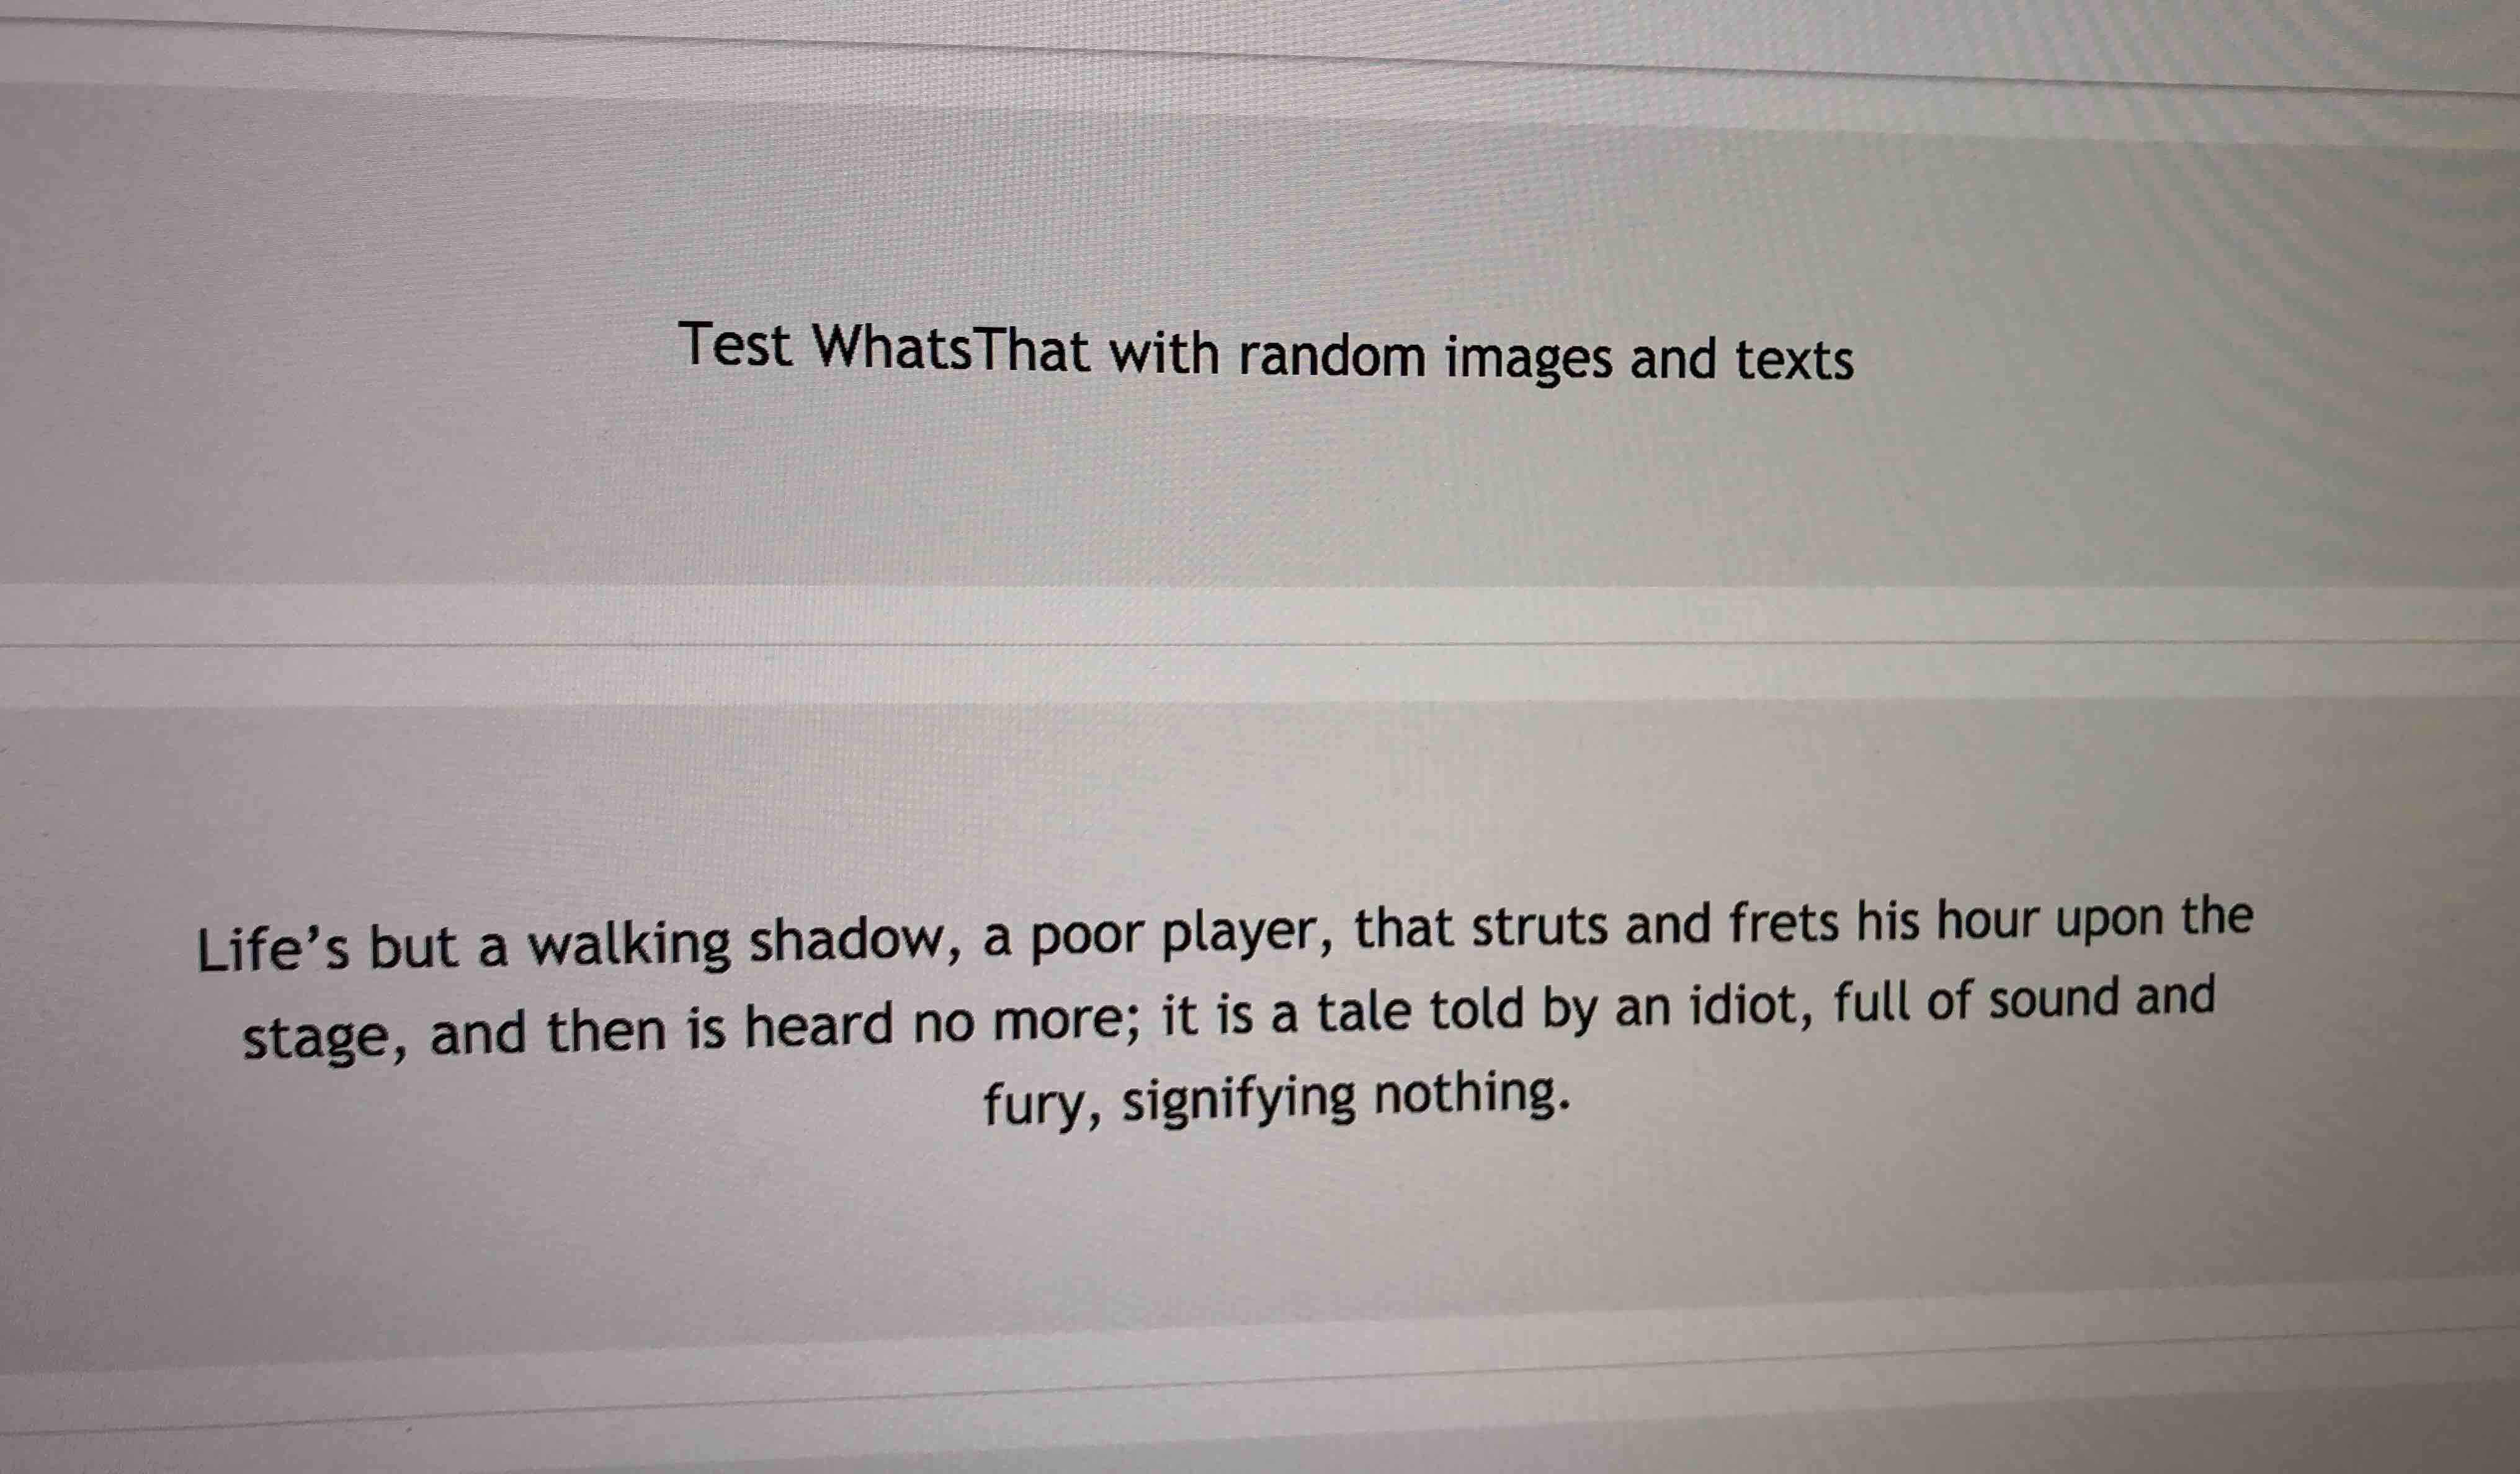 Test WhatsThat with random images and texts
Life's but a walking shadow, a poor player, that struts and frets his hour upon the
stage, and then is heard no more; it is a tale told by an idiot, full of sound and
fury, signifying nothing.